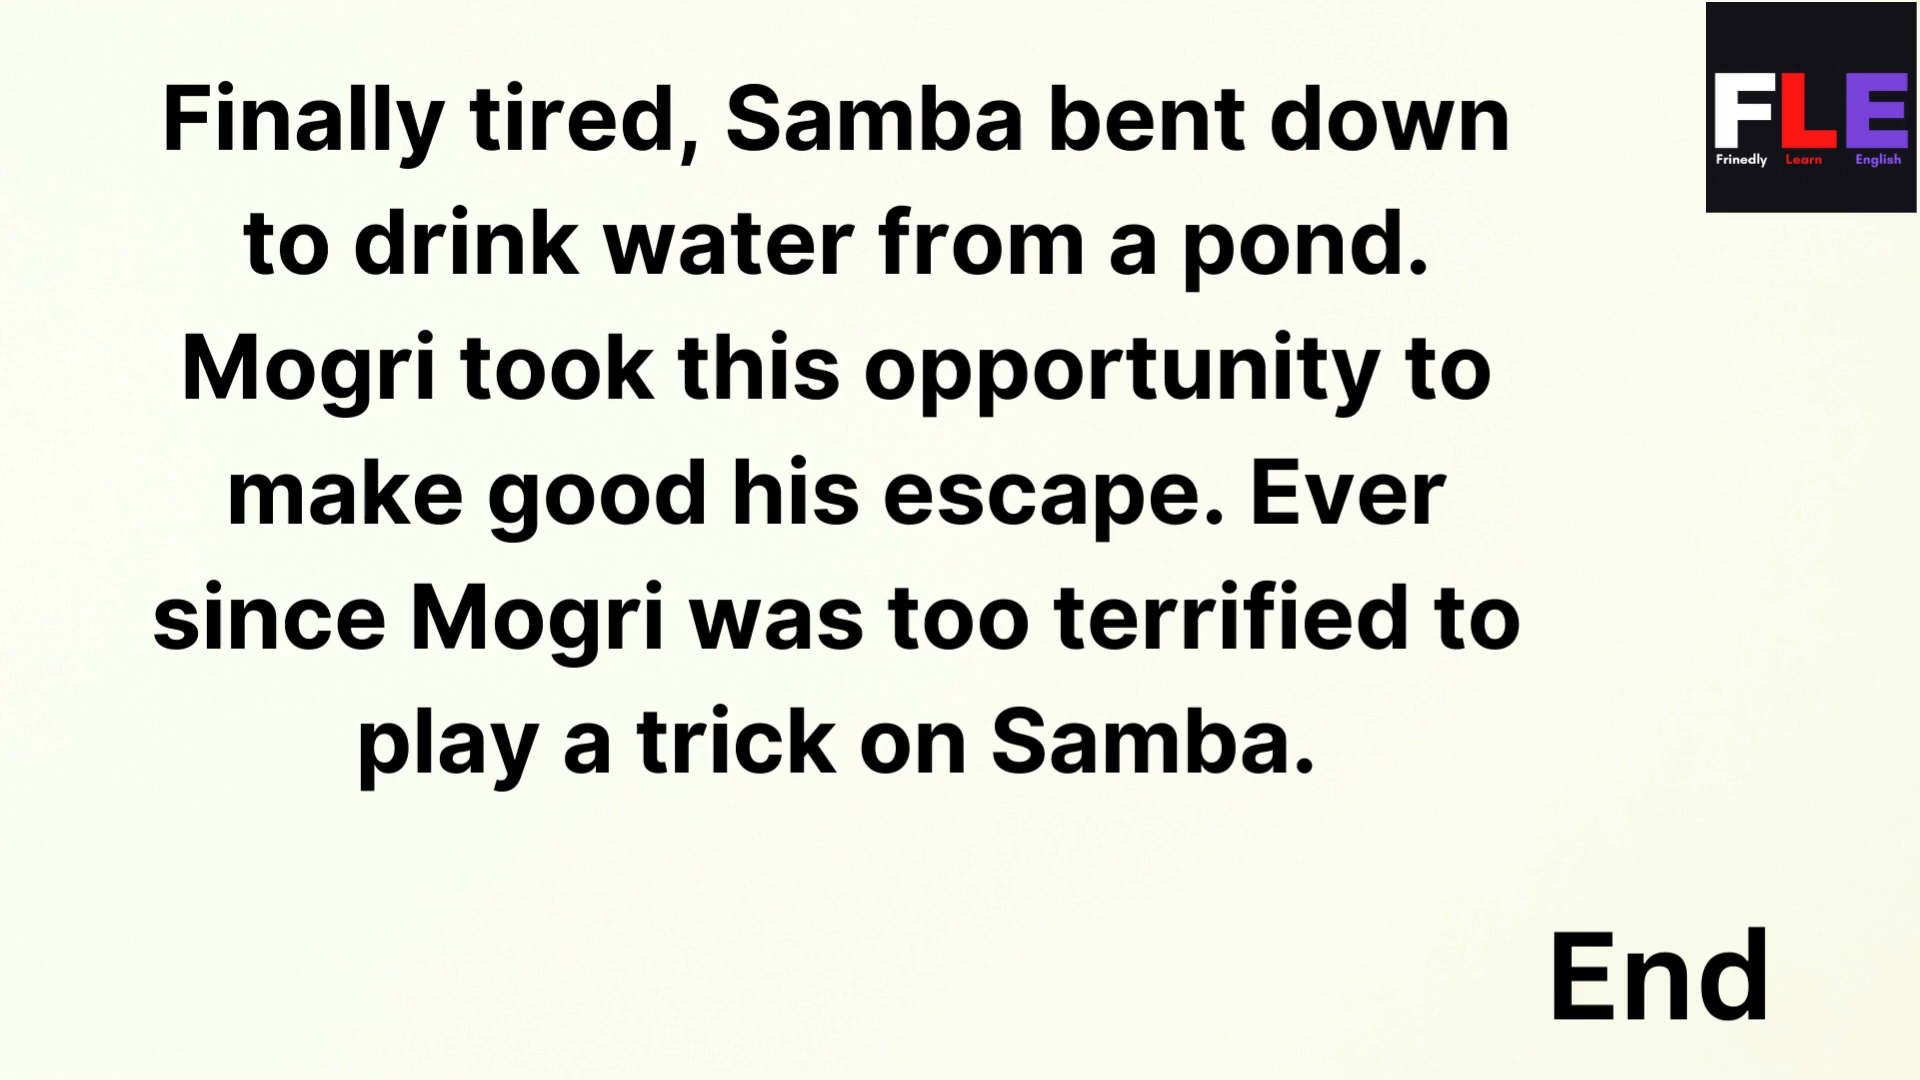 Finally tired, Samba bent down
to drink water from a pond.
Mogri took this opportunity to
make good his escape. Ever
since Mogri was too terrified to
play a trick on Samba.
FLE
Frinedly Learn English
End